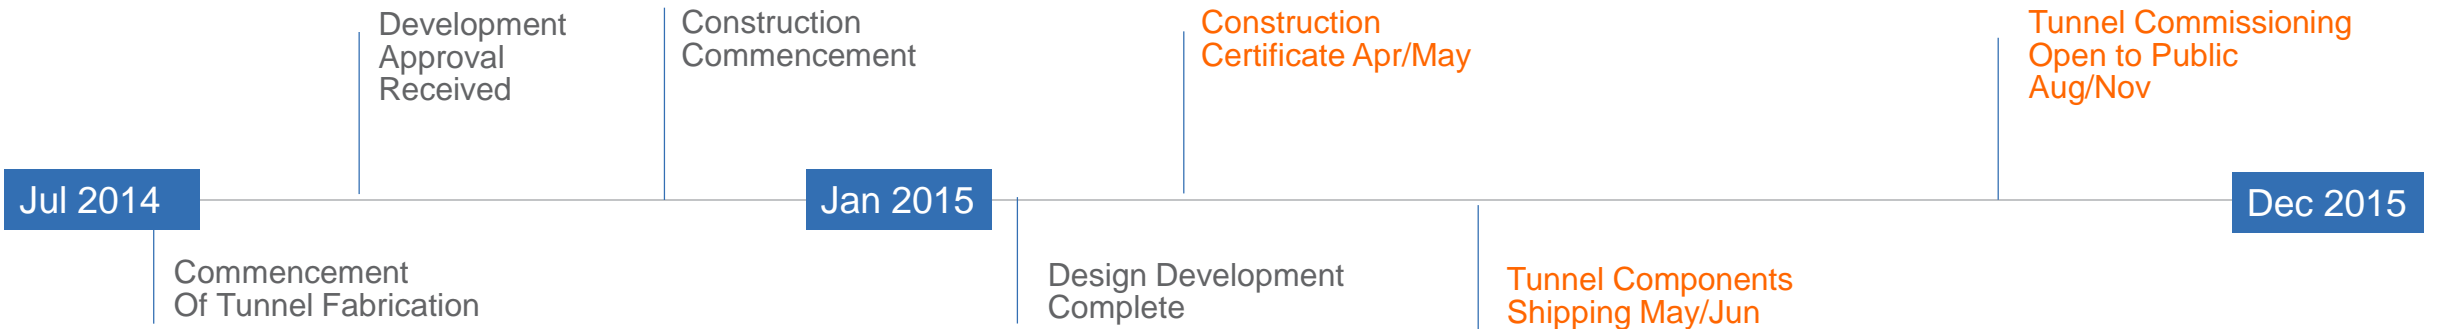 Development
Approval
Received
Construction
Commencement
Construction
Certificate Apr/May
Tunnel Commissioning
Open to Public
Aug/Nov
Jul 2014
Jan 2015
Dec 2015
Commencement
Of Tunnel Fabrication
Design Development
Complete
Tunnel Components
Shipping May/Jun